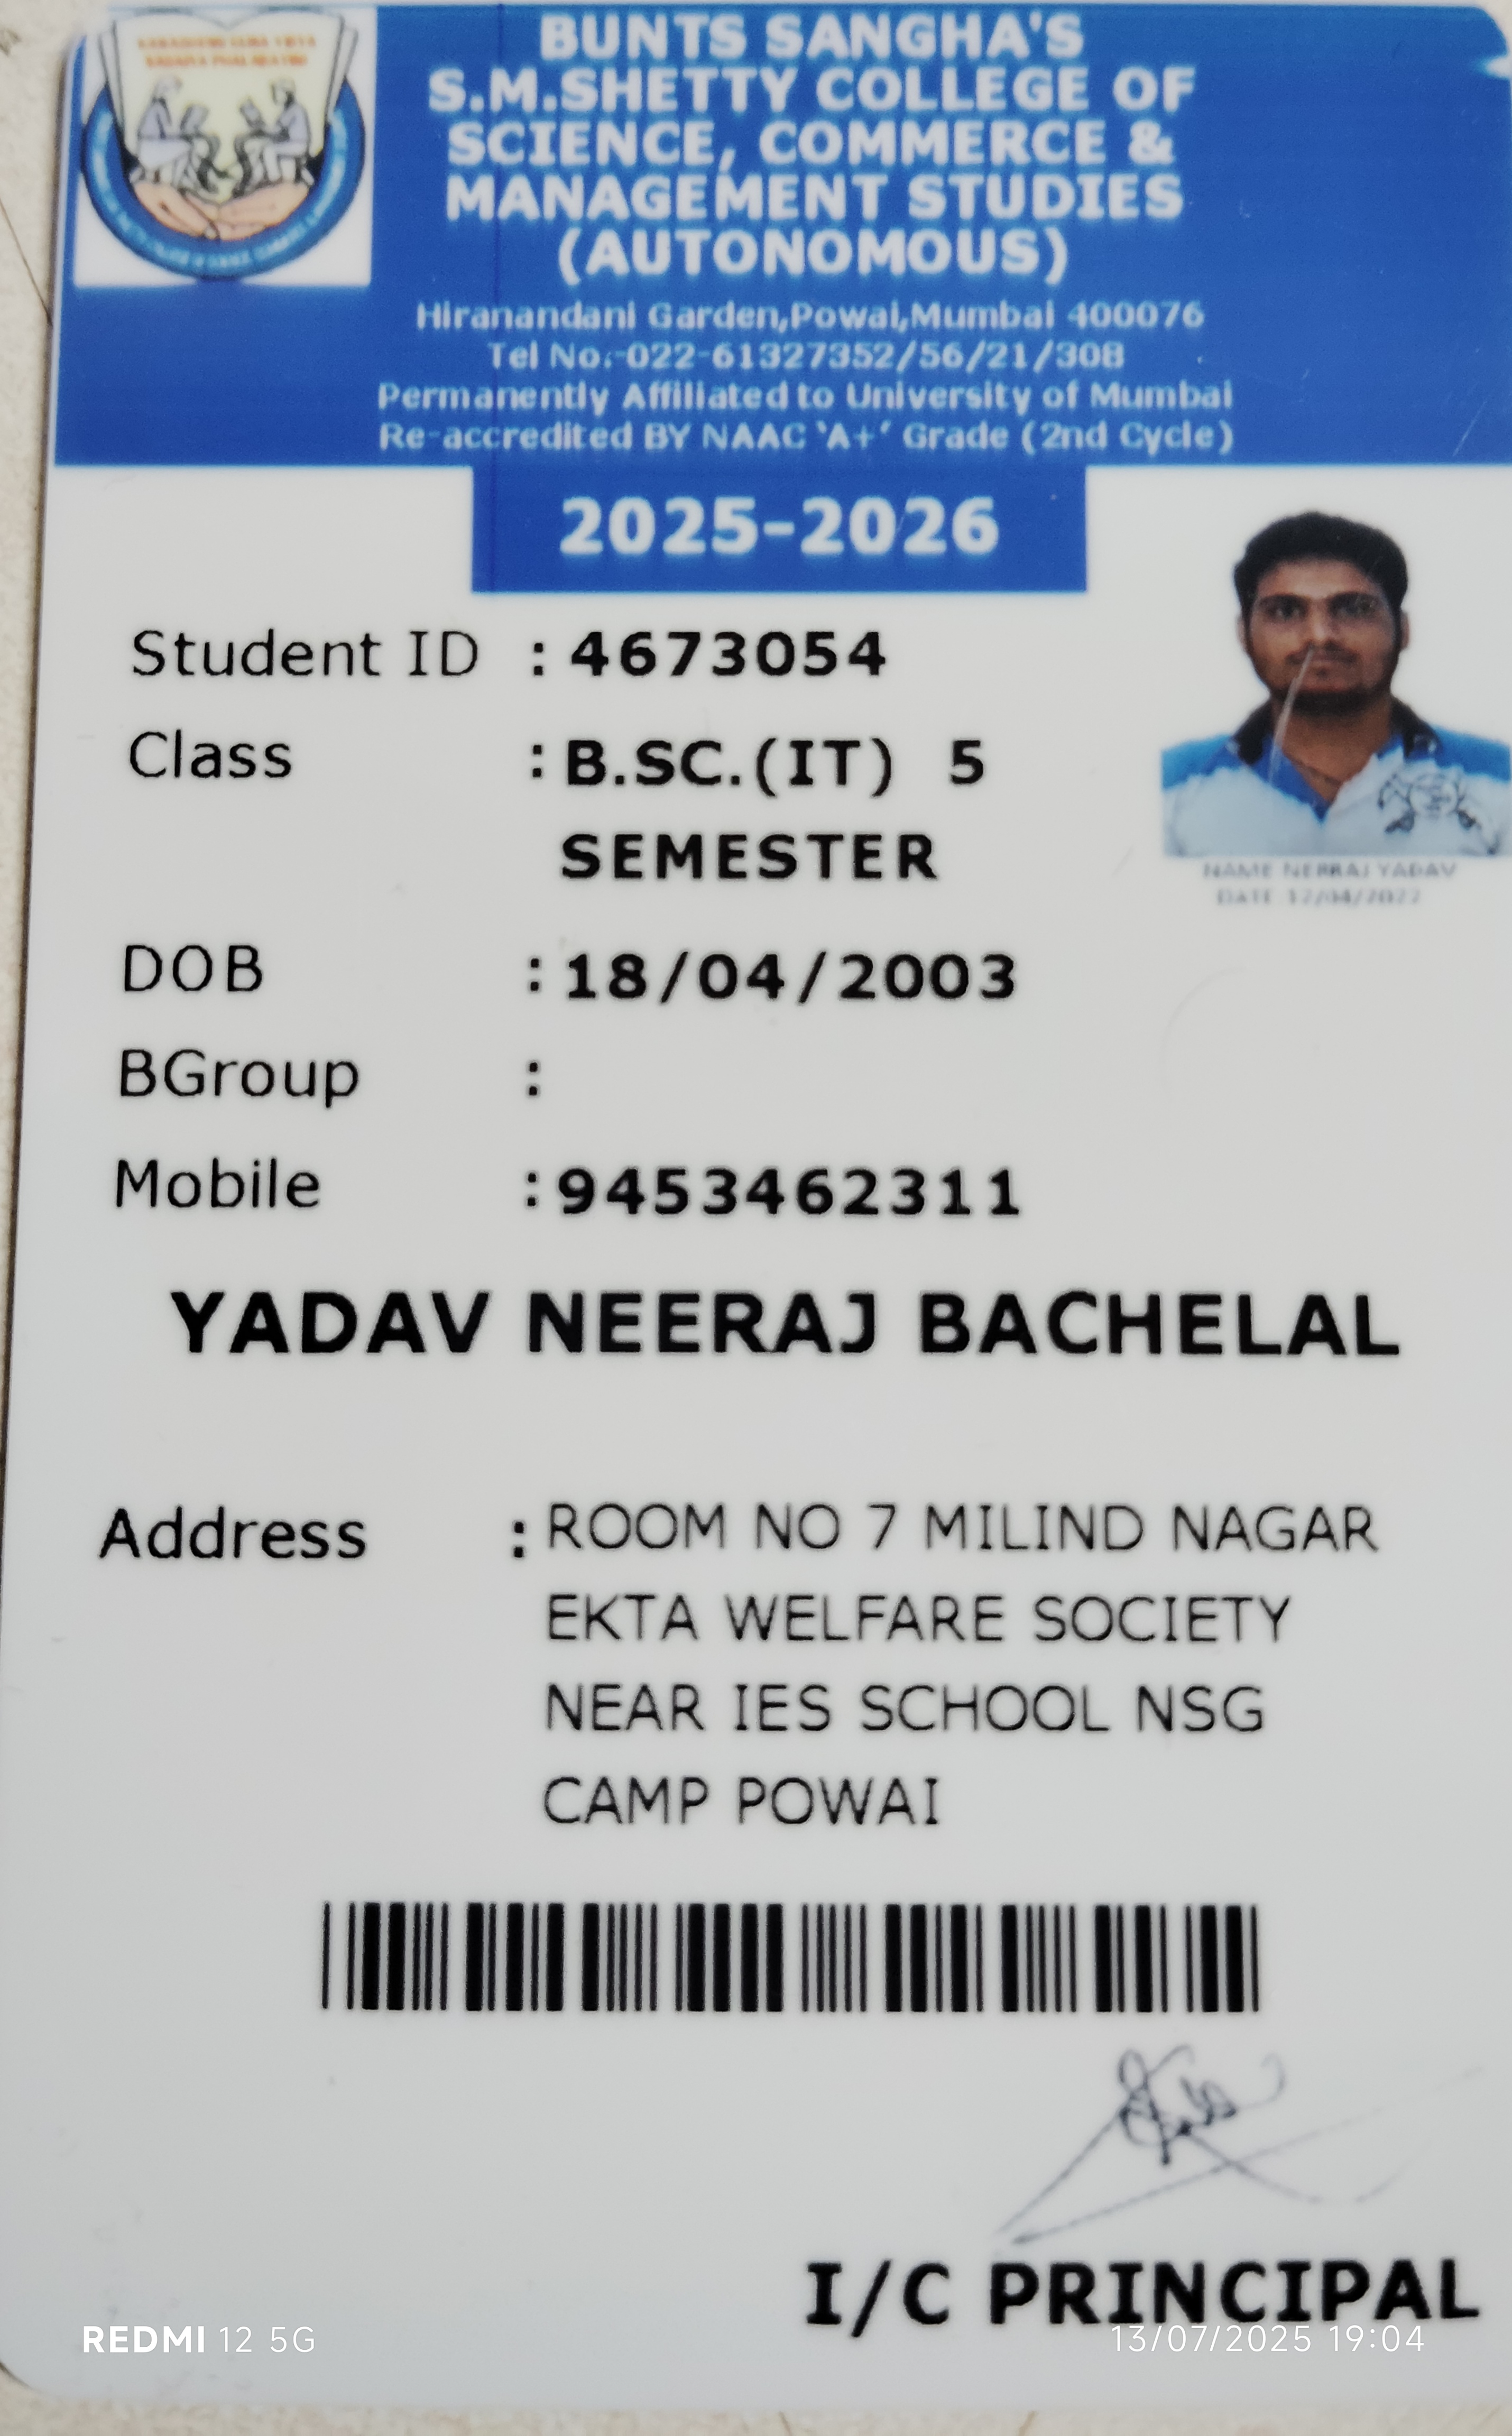 BUNTS SANGHA'S
S.M.SHETTY COLLEGE OF
SCIENCE, COMMERCE &
MANAGEMENT STUDIES
(AUTONOMOUS)
Hiranandani Garden,Powai,Mumbai 400076
Tel No:-022-61327352/56/21/308
Permanently Affiliated to University of Mumbai
Re-accredited BY NAAC 'A+' Grade (2nd Cycle)
2025-2026
Student ID : 4673054
Class : B.SC.(IT) 5
SEMESTER
NAME NEERAJ YADAV
DATE 12/04/2022
DOB : 18/04/2003
BGroup :
Mobile : 9453462311
YADAV NEERAJ BACHELAL
Address : ROOM NO 7 MILIND NAGAR
EKTA WELFARE SOCIETY
NEAR IES SCHOOL NSG
CAMP POWAI
I/C PRINCIPAL
REDMI 12 5G
13/07/2025 19:04